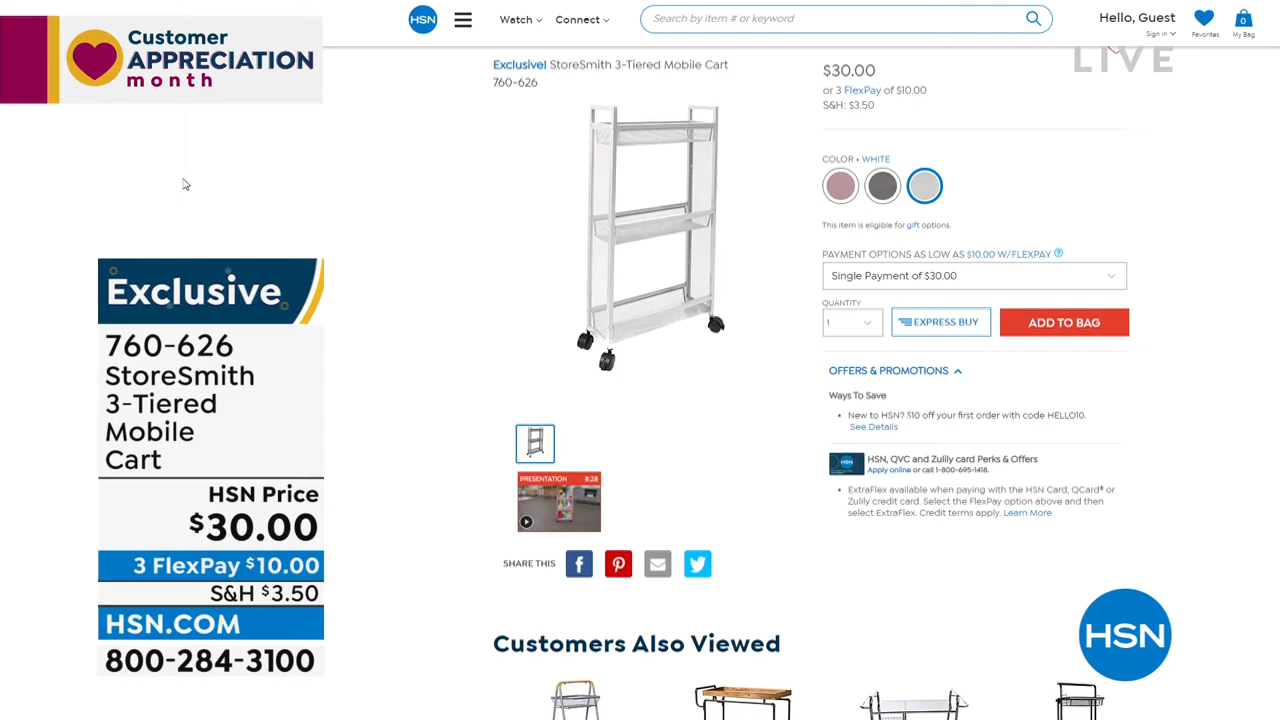 Customer
APPRECIATION
month
HSN
Watch
Connect
Search by item # or keyword
Hello, Guest
Sign in
Favorites
0
My Bag
LIVE
Exclusive! StoreSmith 3-Tiered Mobile Cart
760-626
$30.00
or 3 FlexPay of $10.00
S&H: $3.50
COLOR • WHITE
This item is eligible for gift options.
PAYMENT OPTIONS AS LOW AS $10.00 W/FLEXPAY ?
Single Payment of $30.00
QUANTITY
1
EXPRESS BUY
ADD TO BAG
OFFERS & PROMOTIONS
Ways To Save
• New to HSN? $10 off your first order with code HELLO10.
See Details
HSN
HSN, QVC and Zulily card Perks & Offers
Apply online or call 1-800-695-1418.
• ExtraFlex available when paying with the HSN Card, QCard® or
Zulily credit card. Select the FlexPay option above and then
select ExtraFlex. Credit terms apply. Learn More
PRESENTATION 8:28
SHARE THIS
Customers Also Viewed
Exclusive
760-626
StoreSmith
3-Tiered
Mobile
Cart
HSN Price
$30.00
3 FlexPay $10.00
S&H $3.50
HSN.COM
800-284-3100
HSN